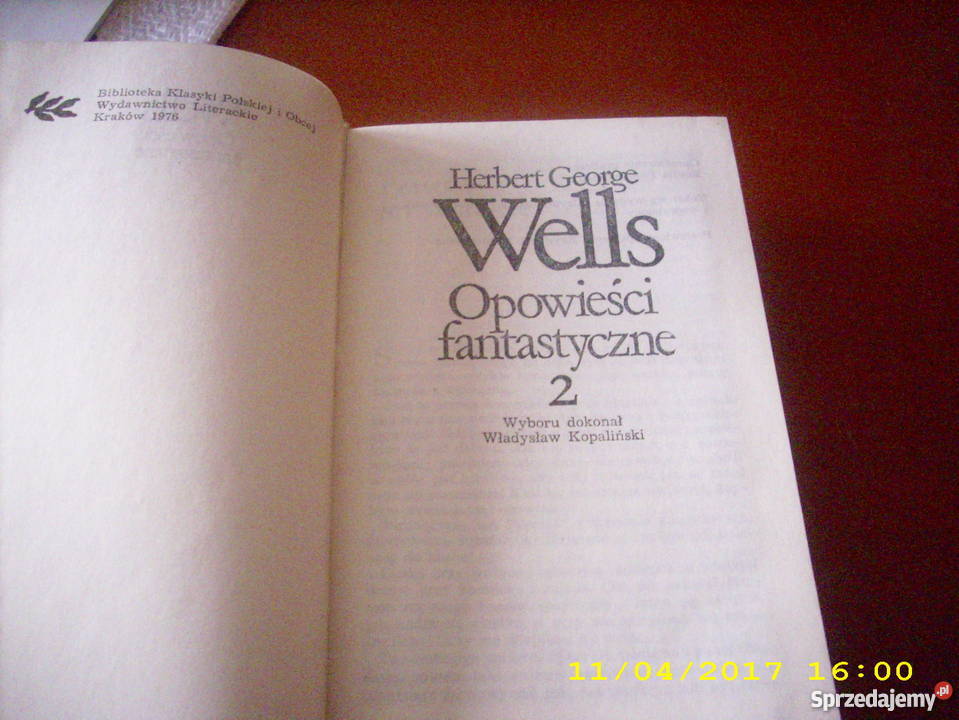 Biblioteka Klasyki Polskiej i Obcej
Wydawnictwo Literackie
Kraków 1976
Herbert George
Wells
Opowieści
fantastyczne
2
Wyboru dokonał
Władysław Kopaliński
11/04/2017 16:00
Sprzedajemy.pl